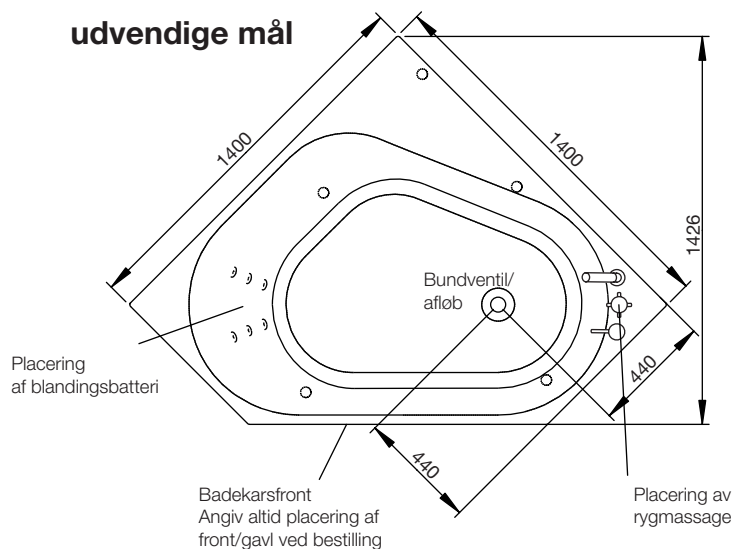 udvendige mål
1400
1400
1426
Bundventil/
afløb
Placering
af blandingsbatteri
440
440
Badekarsfront
Angiv altid placering af
front/gavl ved bestilling
Placering av
rygmassage